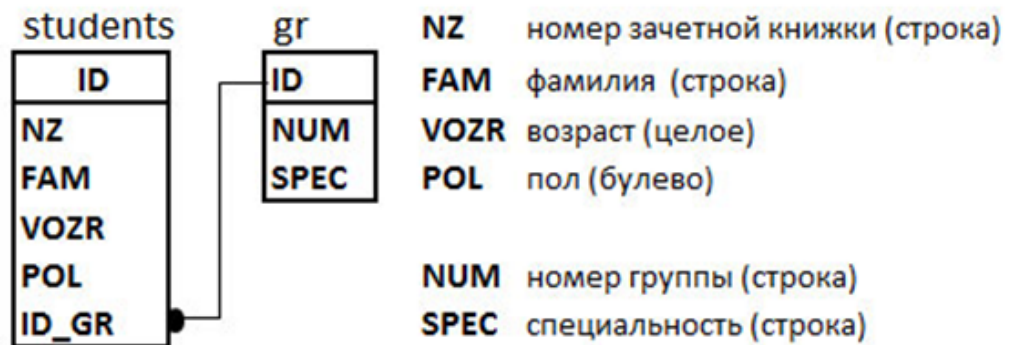 students
ID
NZ
FAM
VOZR
POL
ID_GR
gr
ID
NUM
SPEC
NZ номер зачетной книжки (строка)
FAM фамилия (строка)
VOZR возраст (целое)
POL пол (булево)
NUM номер группы (строка)
SPEC специальность (строка)